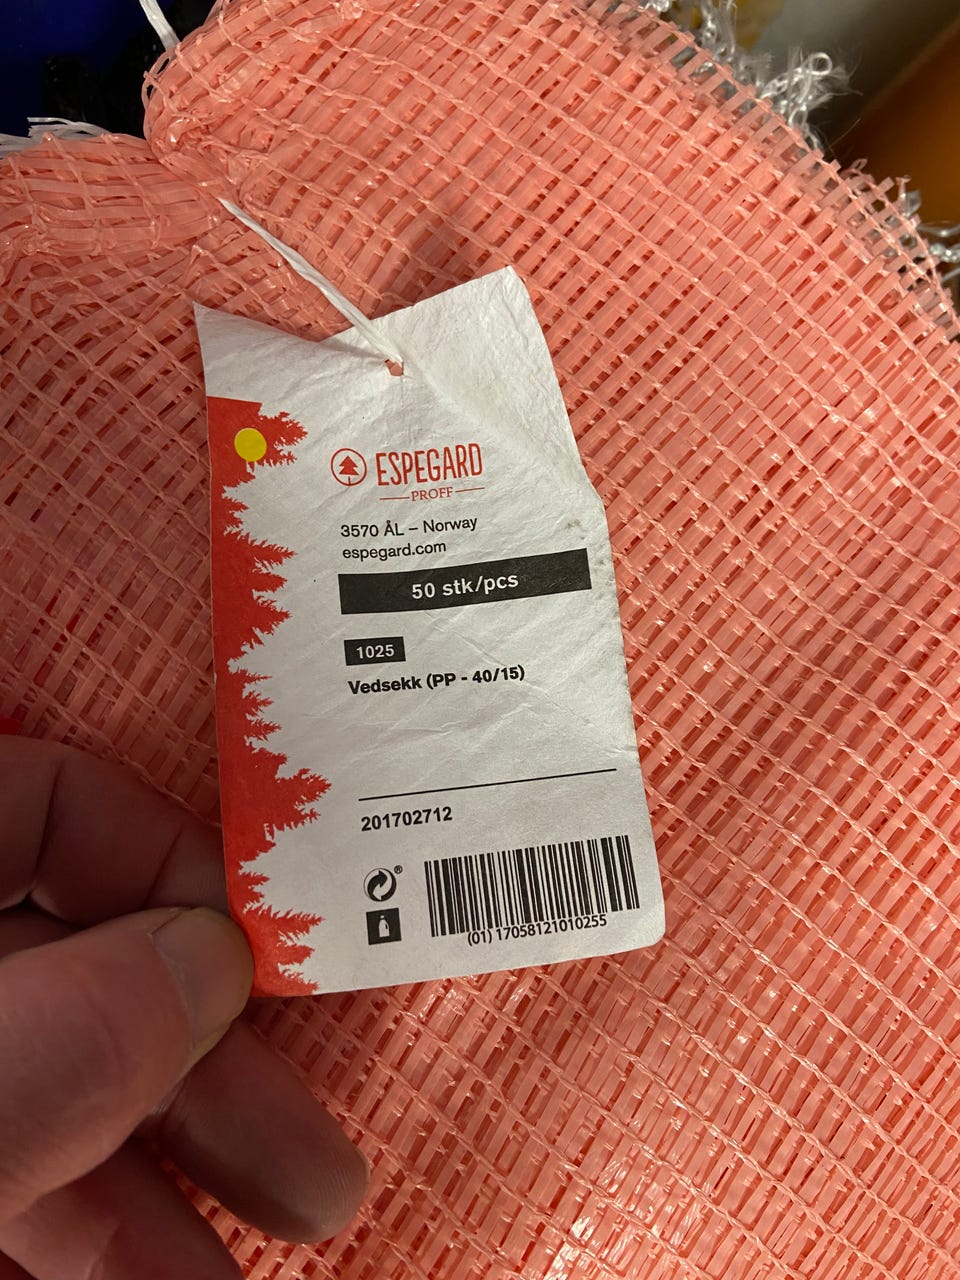 ESPEGARD
PROFF
3570 ÅL – Norway
espegard.com
50 stk/pcs
1025
Vedsekk (PP - 40/15)
201702712
®
(01) 17058121010255